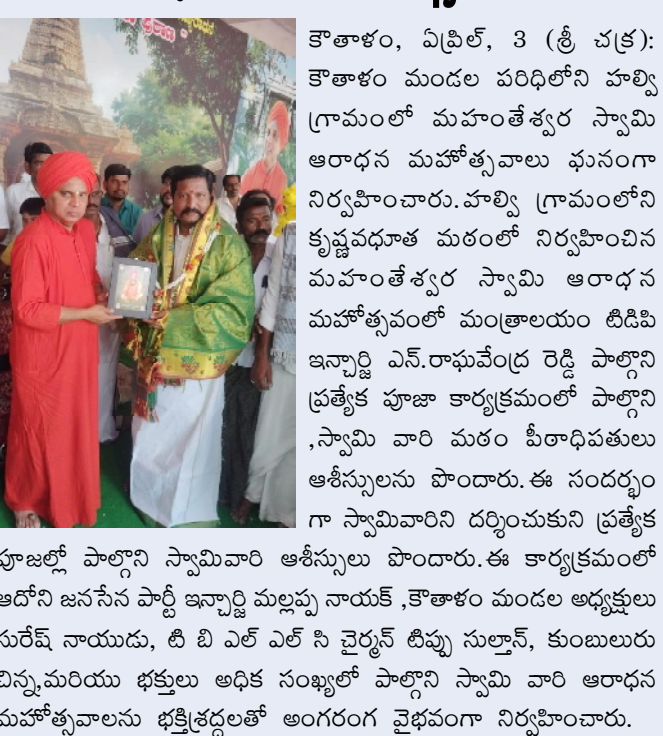 కౌతాళం, ఏప్రిల్, 3 (శ్రీ చక్ర):
కౌతాళం మండల పరిధిలోని హల్వి
గ్రామంలో మహంతేశ్వర స్వామి
ఆరాధన మహోత్సవాలు ఘనంగా
నిర్వహించారు.హల్వి గ్రామంలోని
కృష్ణవధూత మఠంలో నిర్వహించిన
మహంతేశ్వర స్వామి ఆరాధన
మహోత్సవంలో మంత్రాలయం టిడిపి
ఇన్చార్జి ఎన్.రాఘవేంద్ర రెడ్డి పాల్గొని
ప్రత్యేక పూజా కార్యక్రమంలో పాల్గొని
,స్వామి వారి మఠం పీఠాధిపతులు
ఆశీస్సులను పొందారు.ఈ సందర్భం
గా స్వామివారిని దర్శించుకుని ప్రత్యేక
పూజల్లో పాల్గొని స్వామివారి ఆశీస్సులు పొందారు.ఈ కార్యక్రమంలో
ఆదోని జనసేన పార్టీ ఇన్చార్జి మల్లప్ప నాయక్ ,కౌతాళం మండల అధ్యక్షులు
సురేష్ నాయుడు, టి బి ఎల్ ఎల్ సి చైర్మన్ టిప్పు సుల్తాన్, కుంబులురు
చిన్న,మరియు భక్తులు అధిక సంఖ్యలో పాల్గొని స్వామి వారి ఆరాధన
మహోత్సవాలను భక్తిశ్రద్ధలతో అంగరంగ వైభవంగా నిర్వహించారు.